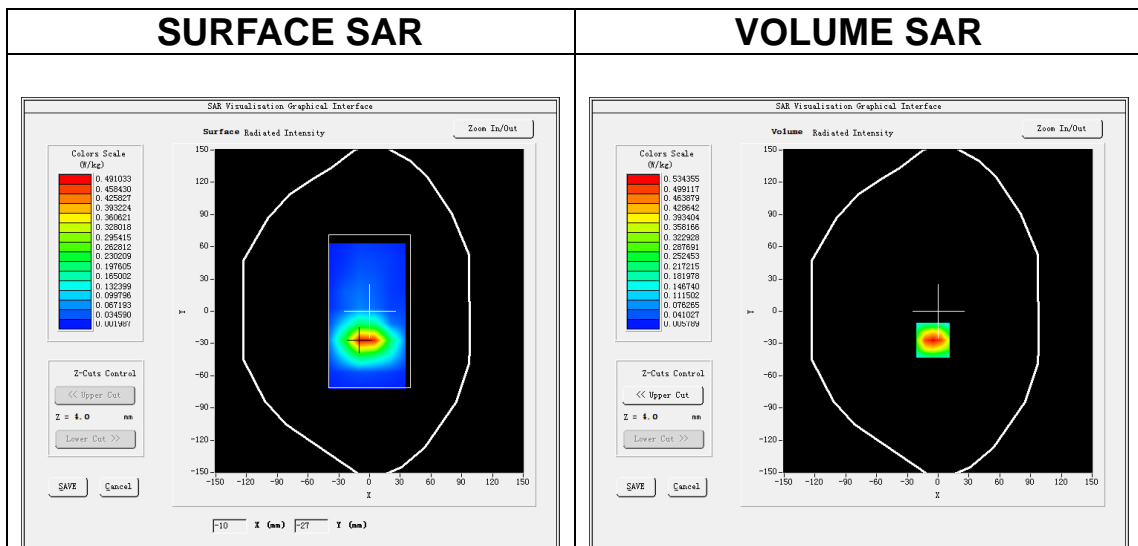 SURFACE SAR
VOLUME SAR
SAR Visualisation Graphical Interface
Surface Radiated Intensity
Zoom In/Out
Colors Scale
(W/kg)
0.491033
0.458430
0.425827
0.393224
0.360621
0.328018
0.295415
0.262812
0.230209
0.197605
0.165002
0.132399
0.099796
0.067193
0.034590
0.001987
Z-Cuts Control
<< Upper Cut
Z = 4.0 mm
Lower Cut >>
SAVE
Cancel
150
120
90
60
30
0
-30
-60
-90
-120
-150
Y
-150 -120 -90 -60 -30 0 30 60 90 120 150
X
-10 X (mm) -27 Y (mm)
SAR Visualisation Graphical Interface
Volume Radiated Intensity
Zoom In/Out
Colors Scale
(W/kg)
0.534355
0.499117
0.463879
0.428642
0.393404
0.358166
0.322928
0.287691
0.252453
0.217215
0.181978
0.146740
0.111502
0.076265
0.041027
0.005789
Z-Cuts Control
<< Upper Cut
Z = 4.0 mm
Lower Cut >>
SAVE
Cancel
150
120
90
60
30
0
-30
-60
-90
-120
-150
Y
-150 -120 -90 -60 -30 0 30 60 90 120 150
X